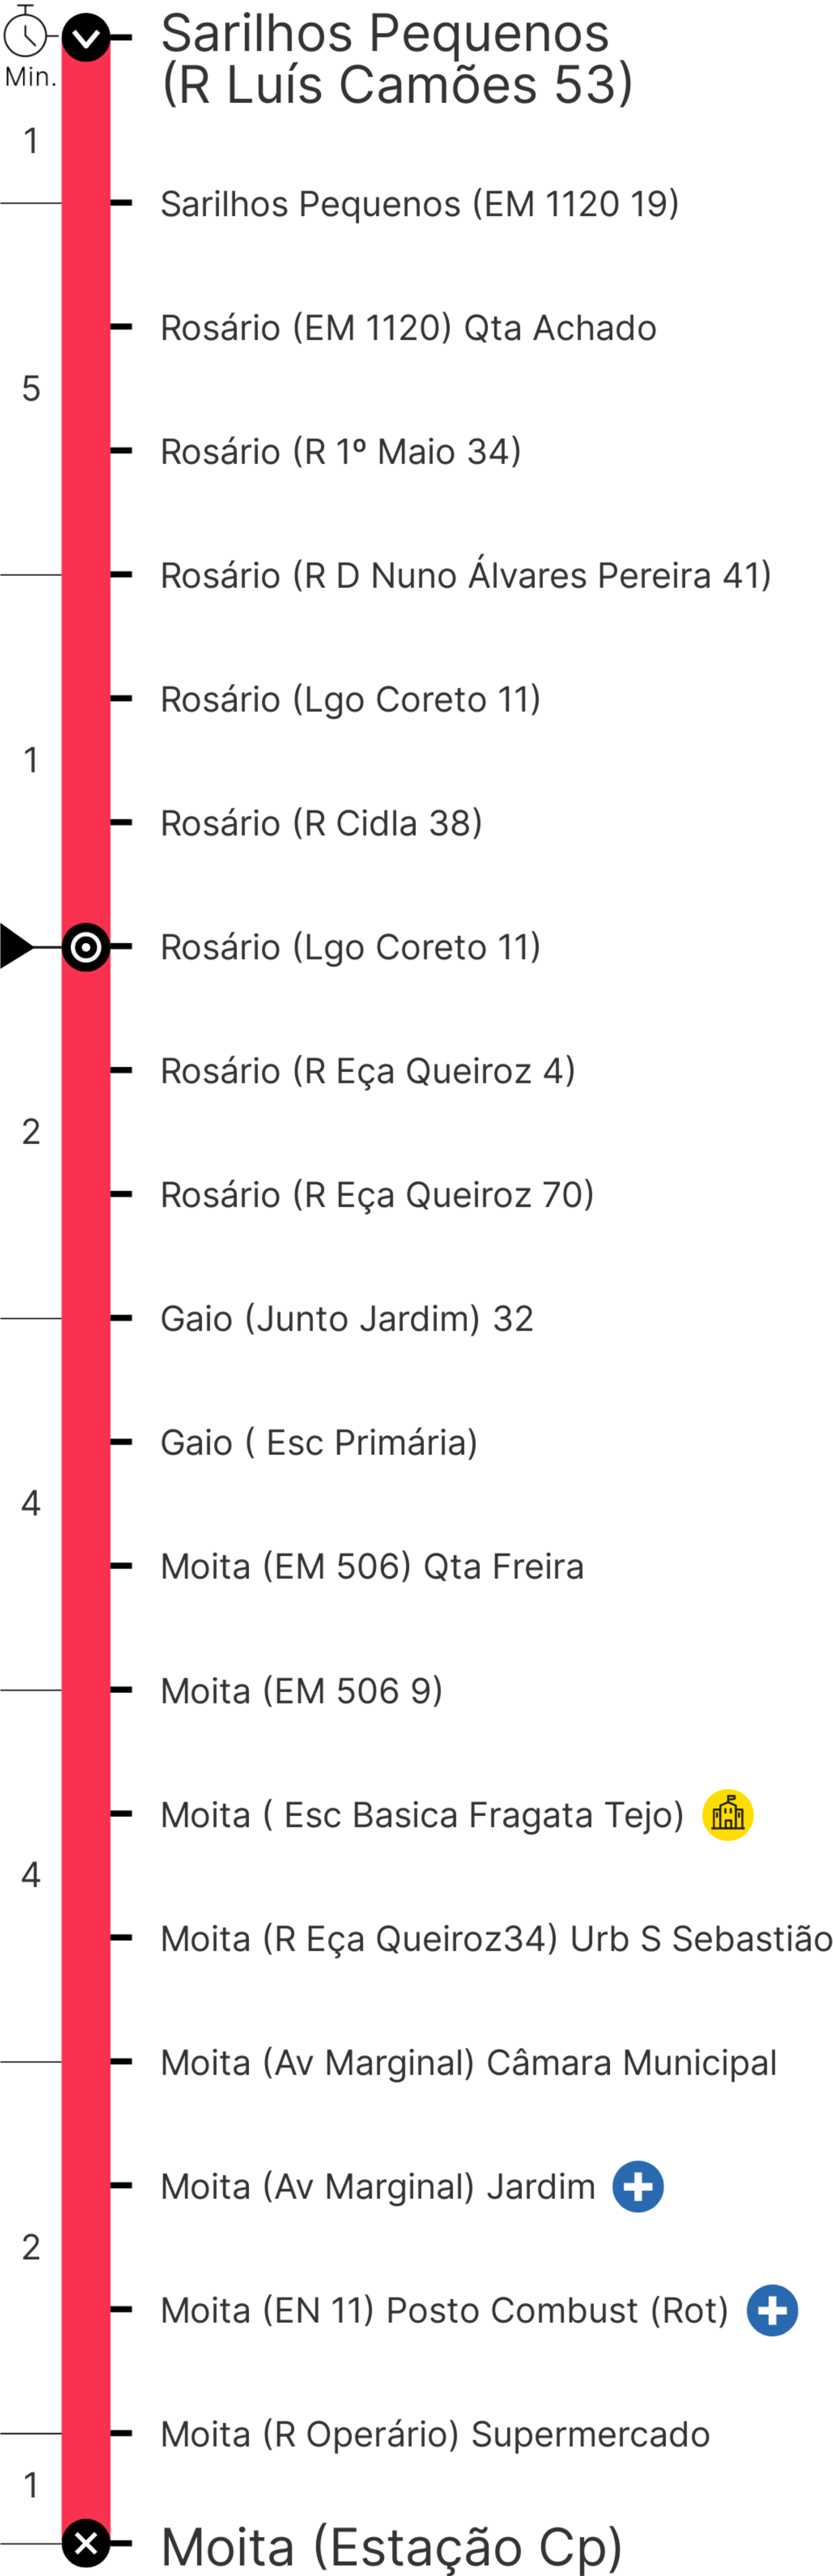 Sarilhos Pequenos
(R Luís Camões 53)
Min.
1
Sarilhos Pequenos (EM 1120 19)
Rosário (EM 1120) Qta Achado
5
Rosário (R 1º Maio 34)
Rosário (R D Nuno Álvares Pereira 41)
Rosário (Lgo Coreto 11)
1
Rosário (R Cidla 38)
Rosário (Lgo Coreto 11)
Rosário (R Eça Queiroz 4)
2
Rosário (R Eça Queiroz 70)
Gaio (Junto Jardim) 32
Gaio ( Esc Primária)
4
Moita (EM 506) Qta Freira
Moita (EM 506 9)
Moita ( Esc Basica Fragata Tejo)
4
Moita (R Eça Queiroz34) Urb S Sebastião
Moita (Av Marginal) Câmara Municipal
Moita (Av Marginal) Jardim
2
Moita (EN 11) Posto Combust (Rot)
Moita (R Operário) Supermercado
1
Moita (Estação Cp)